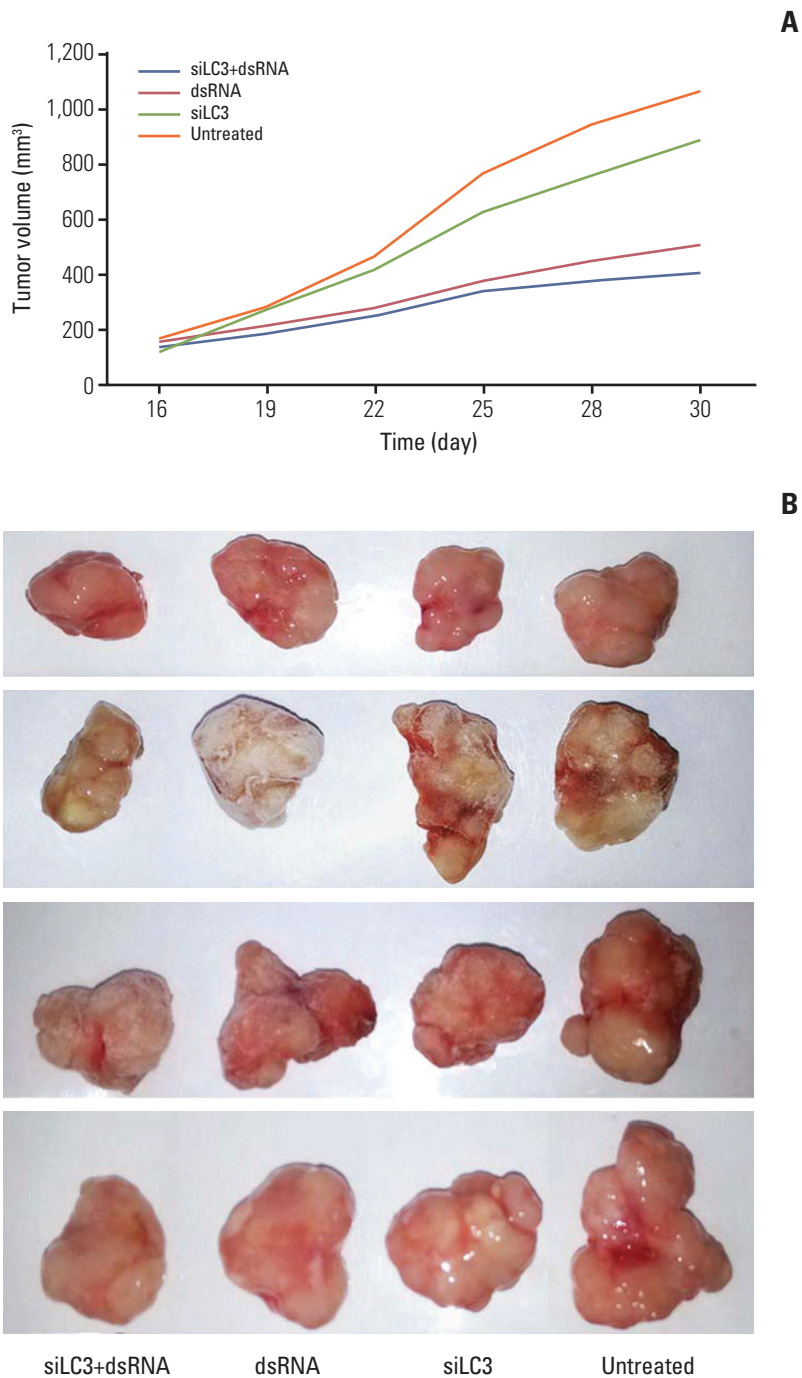 A
1,200
1,000
800
600
400
200
0
Tumor volume (mm³)
siLC3+dsRNA
dsRNA
siLC3
Untreated
16 19 22 25 28 30
Time (day)
B
siLC3+dsRNA dsRNA siLC3 Untreated